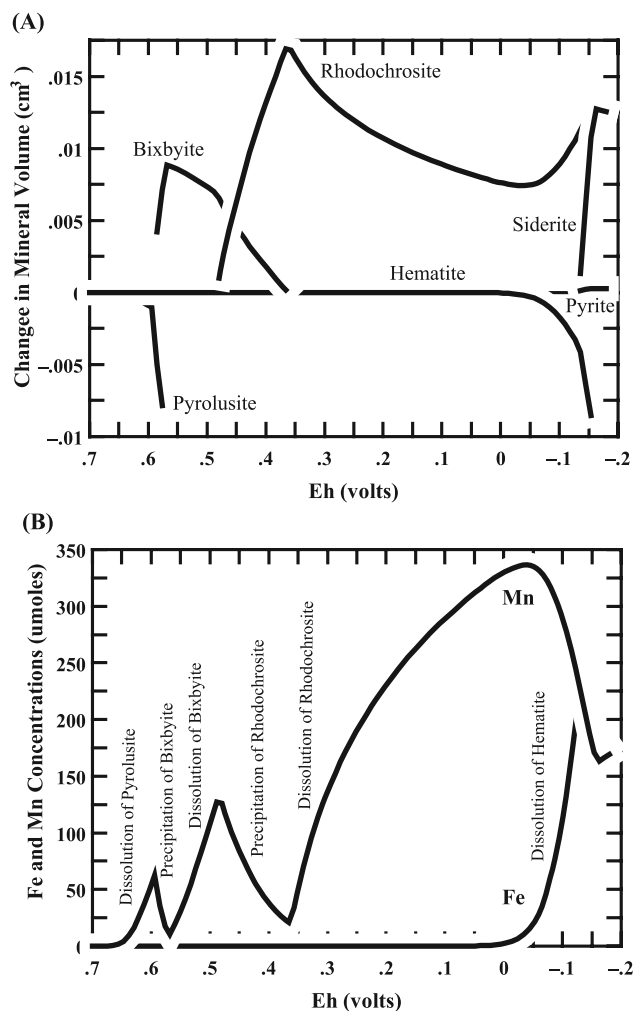 (A)
Changee in Mineral Volume (cm3)
.015
.01
.005
(
−.005
−.01
Rhodochrosite
Bixbyite
Siderite
Hematite
Pyrite
Pyrolusite
.7 .6 .5 .4 .3 .2 .1 0 −.1 −.2
Eh (volts)
(B)
Fe and Mn Concentrations (umoles)
350
300
250
200
150
100
50
(
Dissolution of Pyrolusite
Precipitation of Bixbyite
Dissolution of Bixbyite
Precipitation of Rhodochrosite
Dissolution of Rhodochrosite
Mn
Dissolution of Hematite
Fe
.7 .6 .5 .4 .3 .2 .1 0 −.1 −.2
Eh (volts)